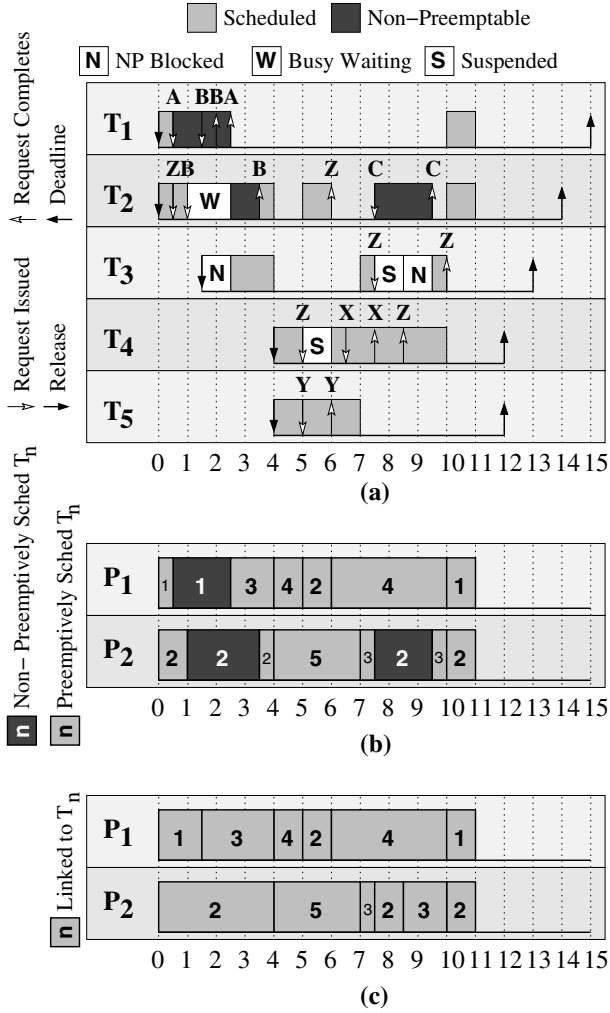 Scheduled Non−Preemptable
N NP Blocked W Busy Waiting S Suspended
Request Completes
Deadline
Request Issued
Release
T1
A B B A
T2
Z B B Z C C
W
T3
Z Z
N S N
T4
Z X X Z
S
T5
Y Y
0 1 2 3 4 5 6 7 8 9 10 11 12 13 14 15
(a)
n Non− Preemptively Sched Tn
n Preemptively Sched Tn
P1
1 1 3 4 2 4 1
P2
2 2 2 5 3 2 3 2
0 1 2 3 4 5 6 7 8 9 10 11 12 13 14 15
(b)
n Linked to Tn
P1
1 3 4 2 4 1
P2
2 5 3 2 3 2
0 1 2 3 4 5 6 7 8 9 10 11 12 13 14 15
(c)